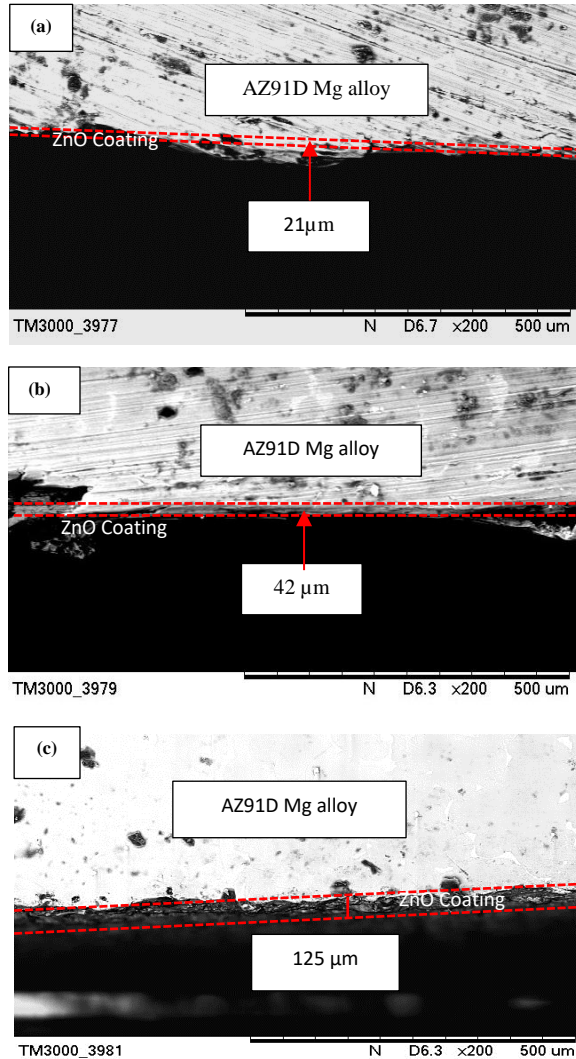 (a)
AZ91D Mg alloy
ZnO Coating
21µm
TM3000_3977 N D6.7 x200 500 um
(b)
AZ91D Mg alloy
ZnO Coating
42 µm
TM3000_3979 N D6.3 x200 500 um
(c)
AZ91D Mg alloy
ZnO Coating
125 µm
TM3000_3981 N D6.3 x200 500 um